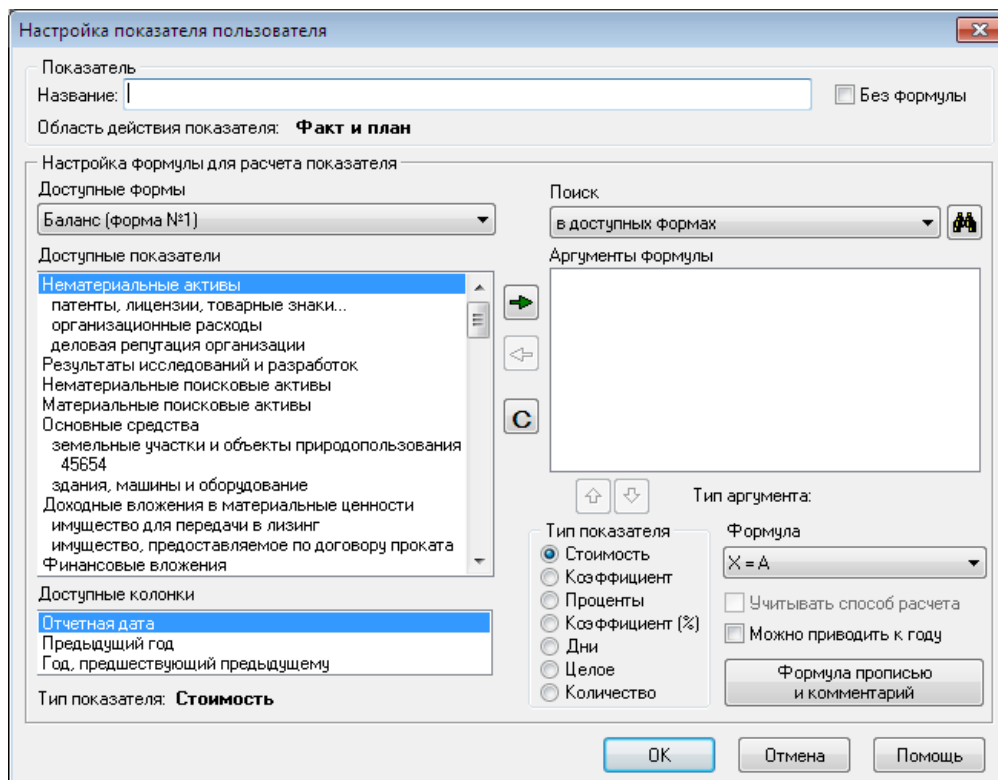 Настройка показателя пользователя
Показатель
Название:
Без формулы
Область действия показателя: Факт и план
Настройка формулы для расчета показателя
Доступные формы
Баланс (форма №1)
Доступные показатели
Нематериальные активы
патенты, лицензии, товарные знаки...
организационные расходы
деловая репутация организации
Результаты исследований и разработок
Нематериальные поисковые активы
Материальные поисковые активы
Основные средства
земельные участки и объекты природопользования
45654
здания, машины и оборудование
Доходные вложения в материальные ценности
имущество для передачи в лизинг
имущество, предоставляемое по договору проката
Финансовые вложения
Доступные колонки
Отчетная дата
Предыдущий год
Год, предшествующий предыдущему
Тип показателя: Стоимость
C
Поиск
в доступных формах
Аргументы формулы
Тип аргумента:
Тип показателя
Стоимость
Коэффициент
Проценты
Коэффициент (%)
Дни
Целое
Количество
Формула
X = A
Учитывать способ расчета
Можно приводить к году
Формула прописью
и комментарий
OK
Отмена
Помощь